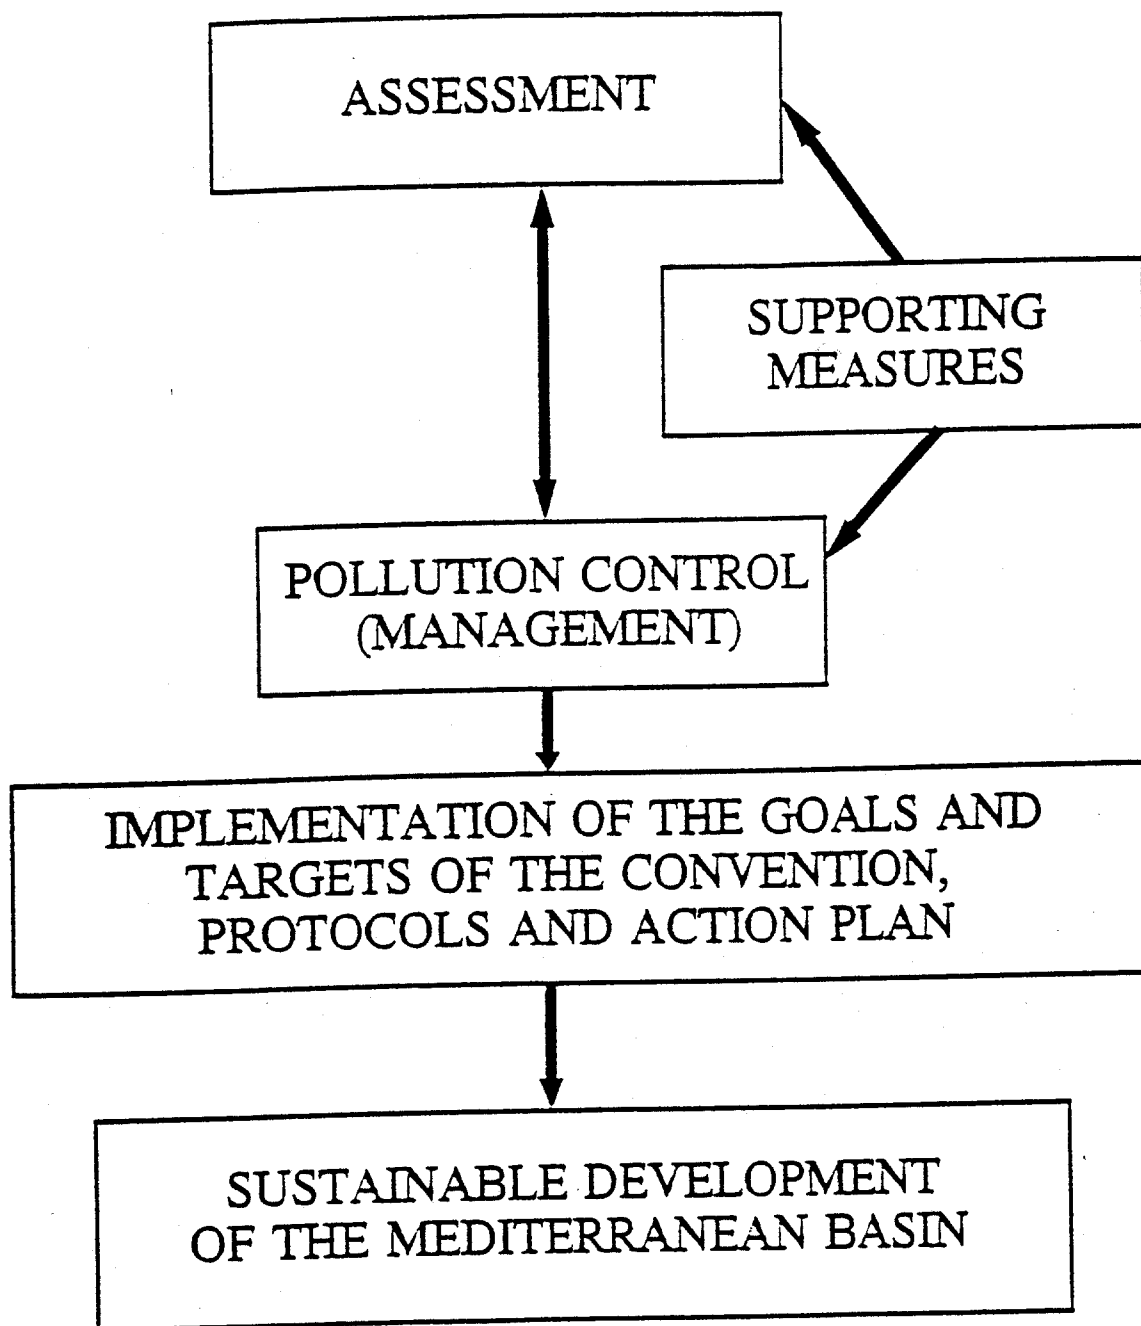 ASSESSMENT
SUPPORTING
MEASURES
POLLUTION CONTROL
(MANAGEMENT)
IMPLEMENTATION OF THE GOALS AND
TARGETS OF THE CONVENTION,
PROTOCOLS AND ACTION PLAN
SUSTAINABLE DEVELOPMENT
OF THE MEDITERRANEAN BASIN